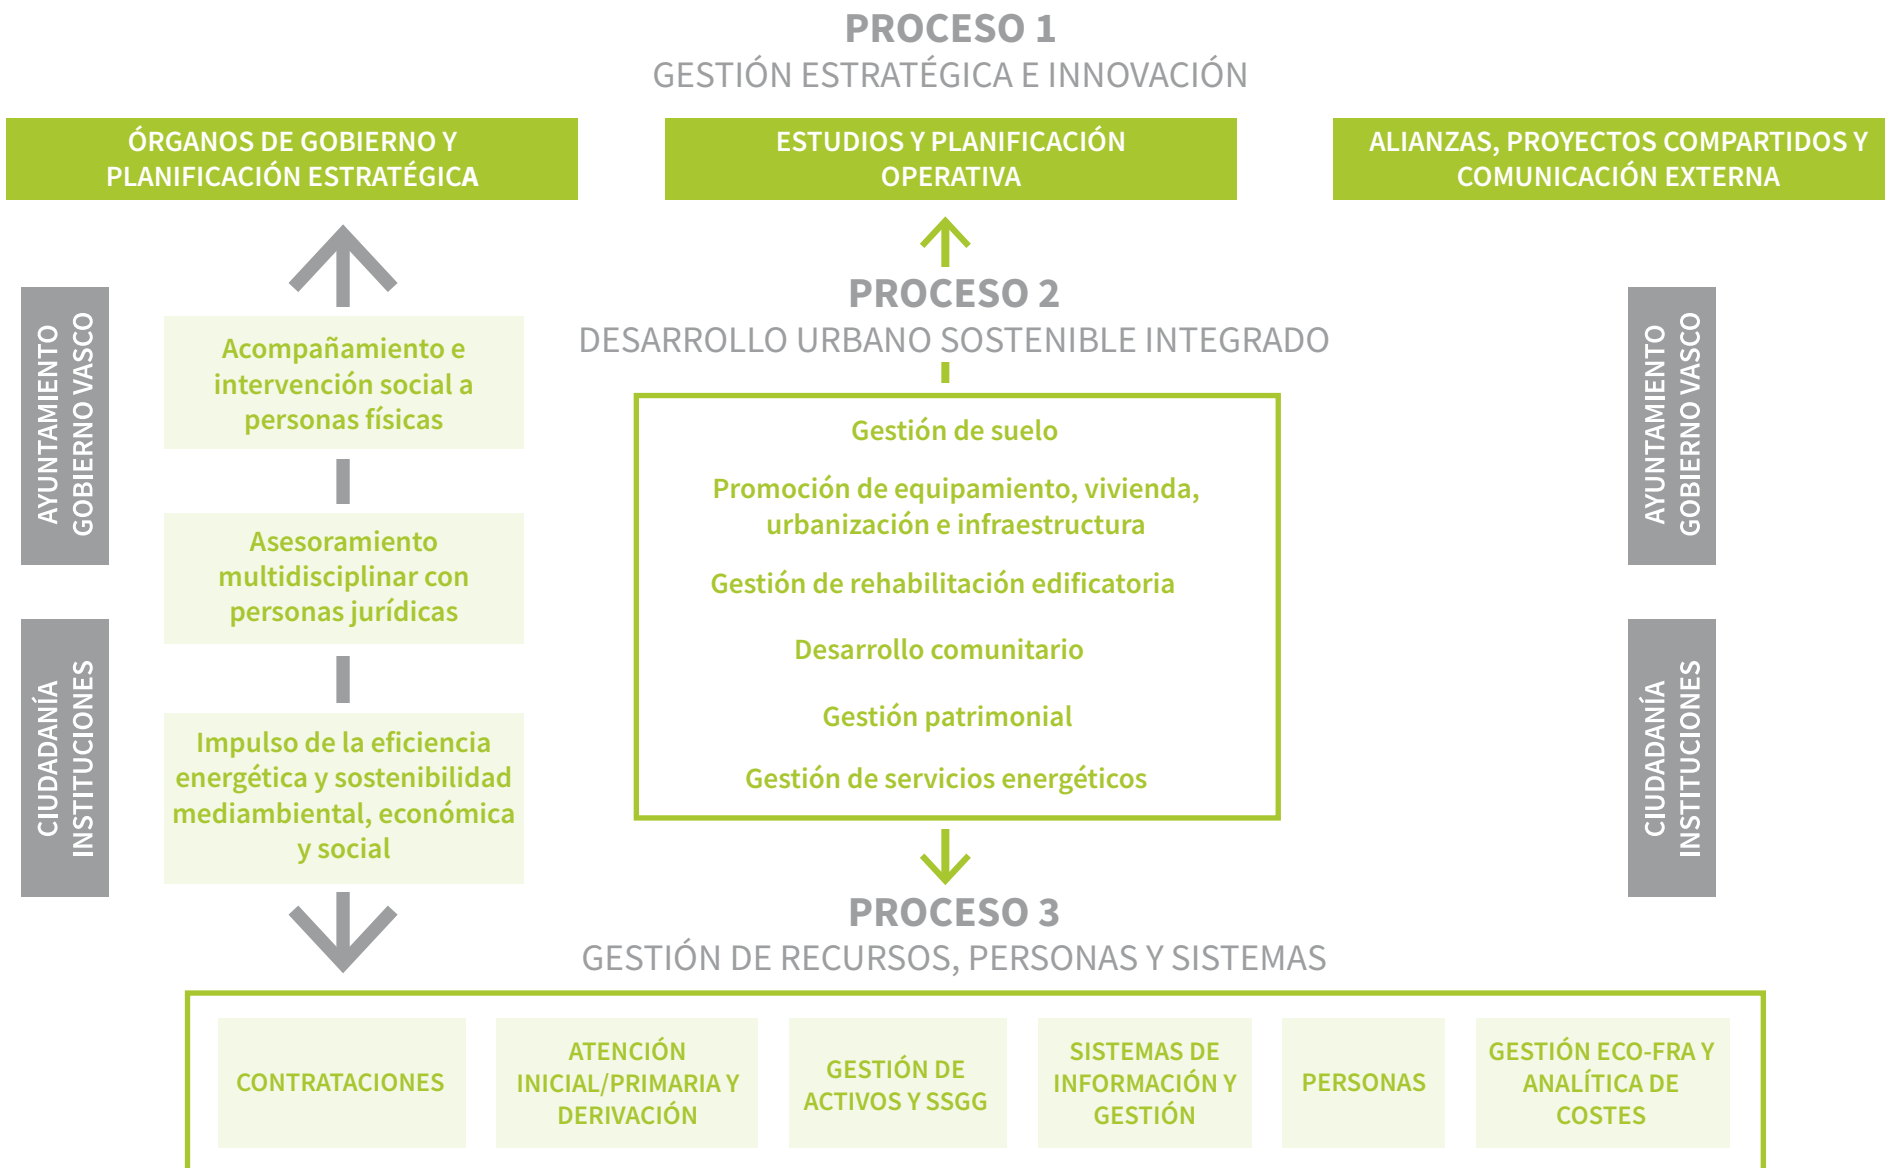 PROCESO 1
GESTIÓN ESTRATÉGICA E INNOVACIÓN
ÓRGANOS DE GOBIERNO Y
PLANIFICACIÓN ESTRATÉGICA
ESTUDIOS Y PLANIFICACIÓN
OPERATIVA
ALIANZAS, PROYECTOS COMPARTIDOS Y
COMUNICACIÓN EXTERNA
AYUNTAMIENTO
GOBIERNO VASCO
CIUDADANÍA
INSTITUCIONES
Acompañamiento e
intervención social a
personas físicas
Asesoramiento
multidisciplinar con
personas jurídicas
Impulso de la eficiencia
energética y sostenibilidad
mediambiental, económica
y social
PROCESO 2
DESARROLLO URBANO SOSTENIBLE INTEGRADO
Gestión de suelo
Promoción de equipamiento, vivienda,
urbanización e infraestructura
Gestión de rehabilitación edificatoria
Desarrollo comunitario
Gestión patrimonial
Gestión de servicios energéticos
AYUNTAMIENTO
GOBIERNO VASCO
CIUDADANÍA
INSTITUCIONES
PROCESO 3
GESTIÓN DE RECURSOS, PERSONAS Y SISTEMAS
CONTRATACIONES
ATENCIÓN
INICIAL/PRIMARIA Y
DERIVACIÓN
GESTIÓN DE
ACTIVOS Y SSGG
SISTEMAS DE
INFORMACIÓN Y
GESTIÓN
PERSONAS
GESTIÓN ECO-FRA Y
ANALÍTICA DE
COSTES